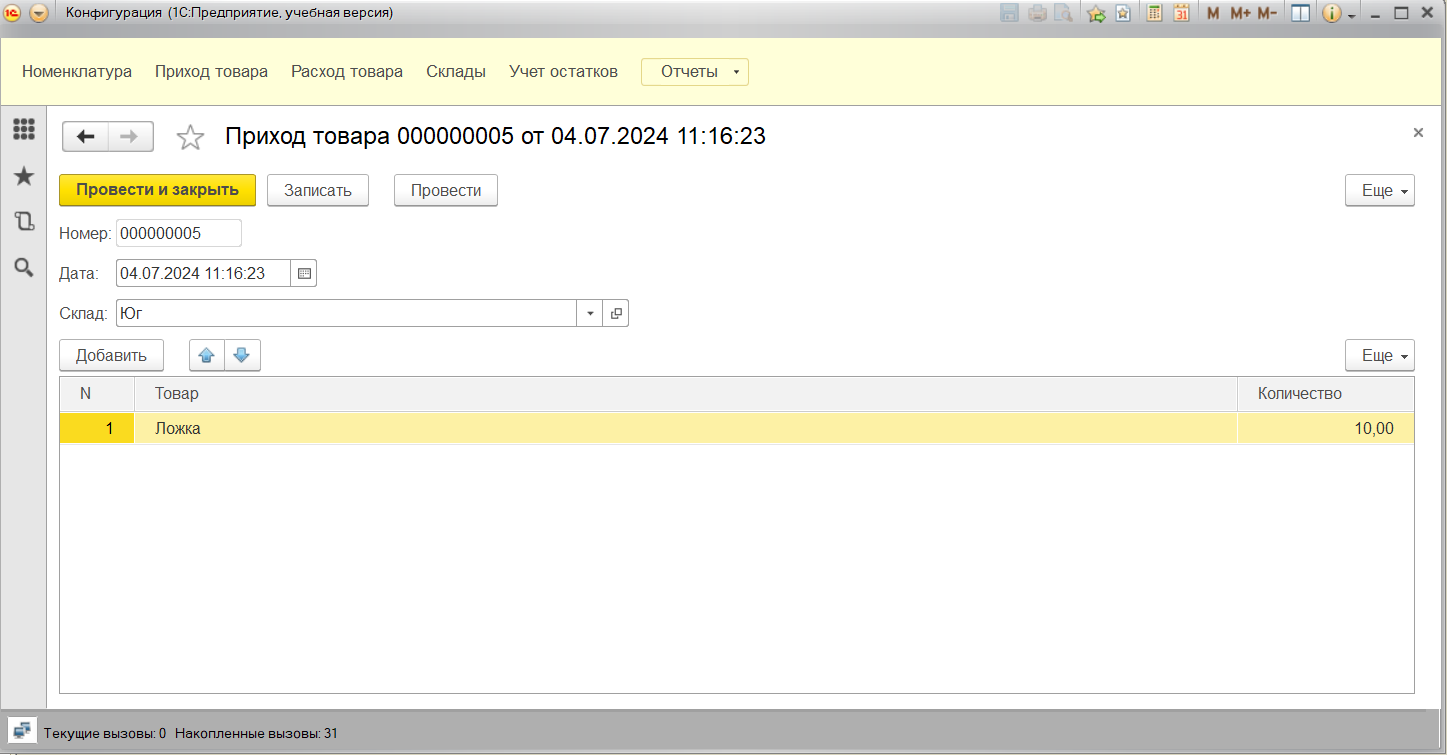 Конфигурация (1С:Предприятие, учебная версия)
31 M M+ M-
Номенклатура Приход товара Расход товара Склады Учет остатков Отчеты
Приход товара 000000005 от 04.07.2024 11:16:23
Провести и закрыть Записать Провести Еще
Номер: 000000005
Дата: 04.07.2024 11:16:23
Склад: Юг
Добавить Еще
N Товар Количество
1 Ложка 10,00
Текущие вызовы: 0 Накопленные вызовы: 31